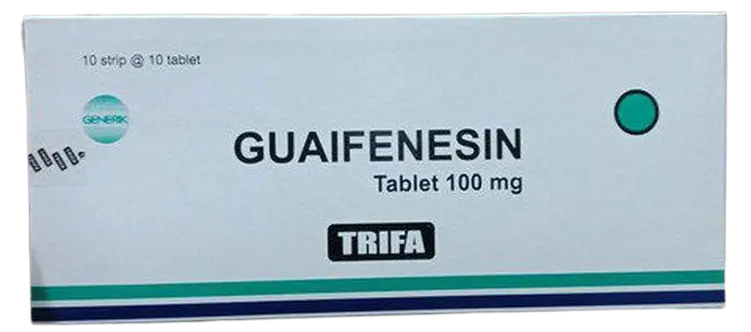 10 strip @ 10 tablet
GENERIK
GUAIFENESIN
Tablet 100 mg
TRIFA